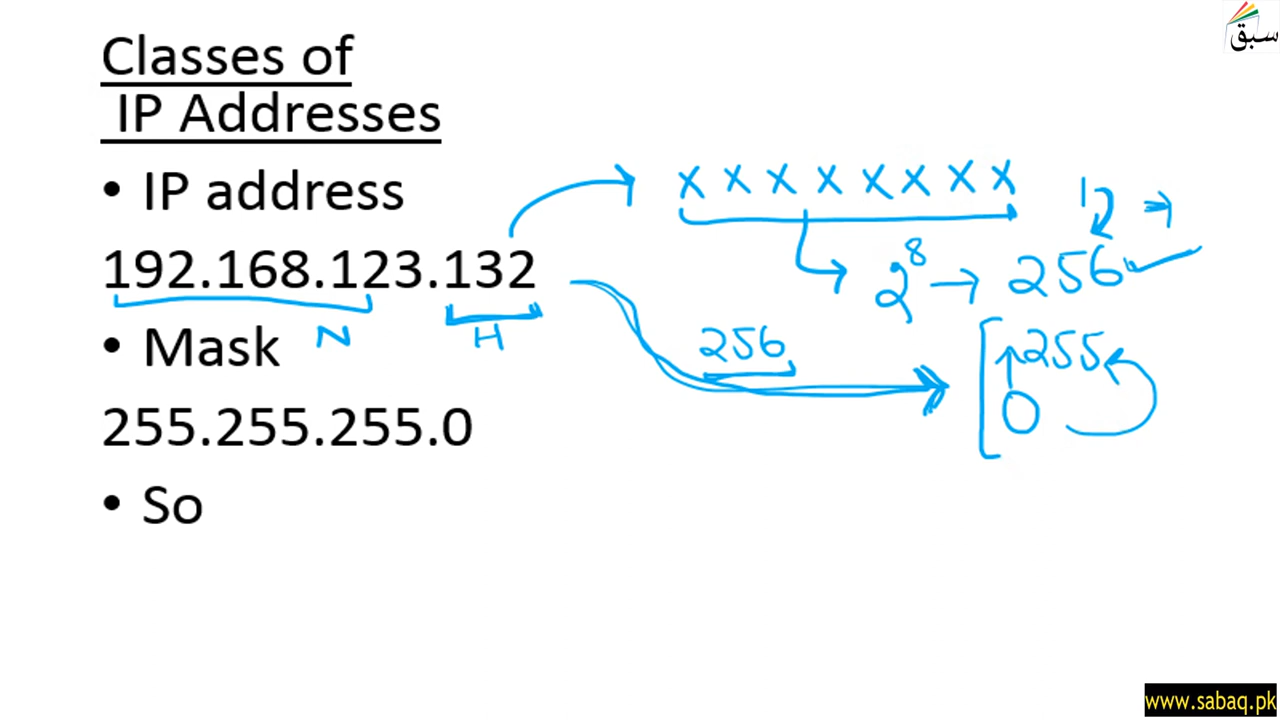 سبق
Classes of
IP Addresses
• IP address
x x x x x x x x
192.168.123.132
2⁸ → 256
N
H
• Mask
256
255
0
255.255.255.0
• So
www.sabaq.pk